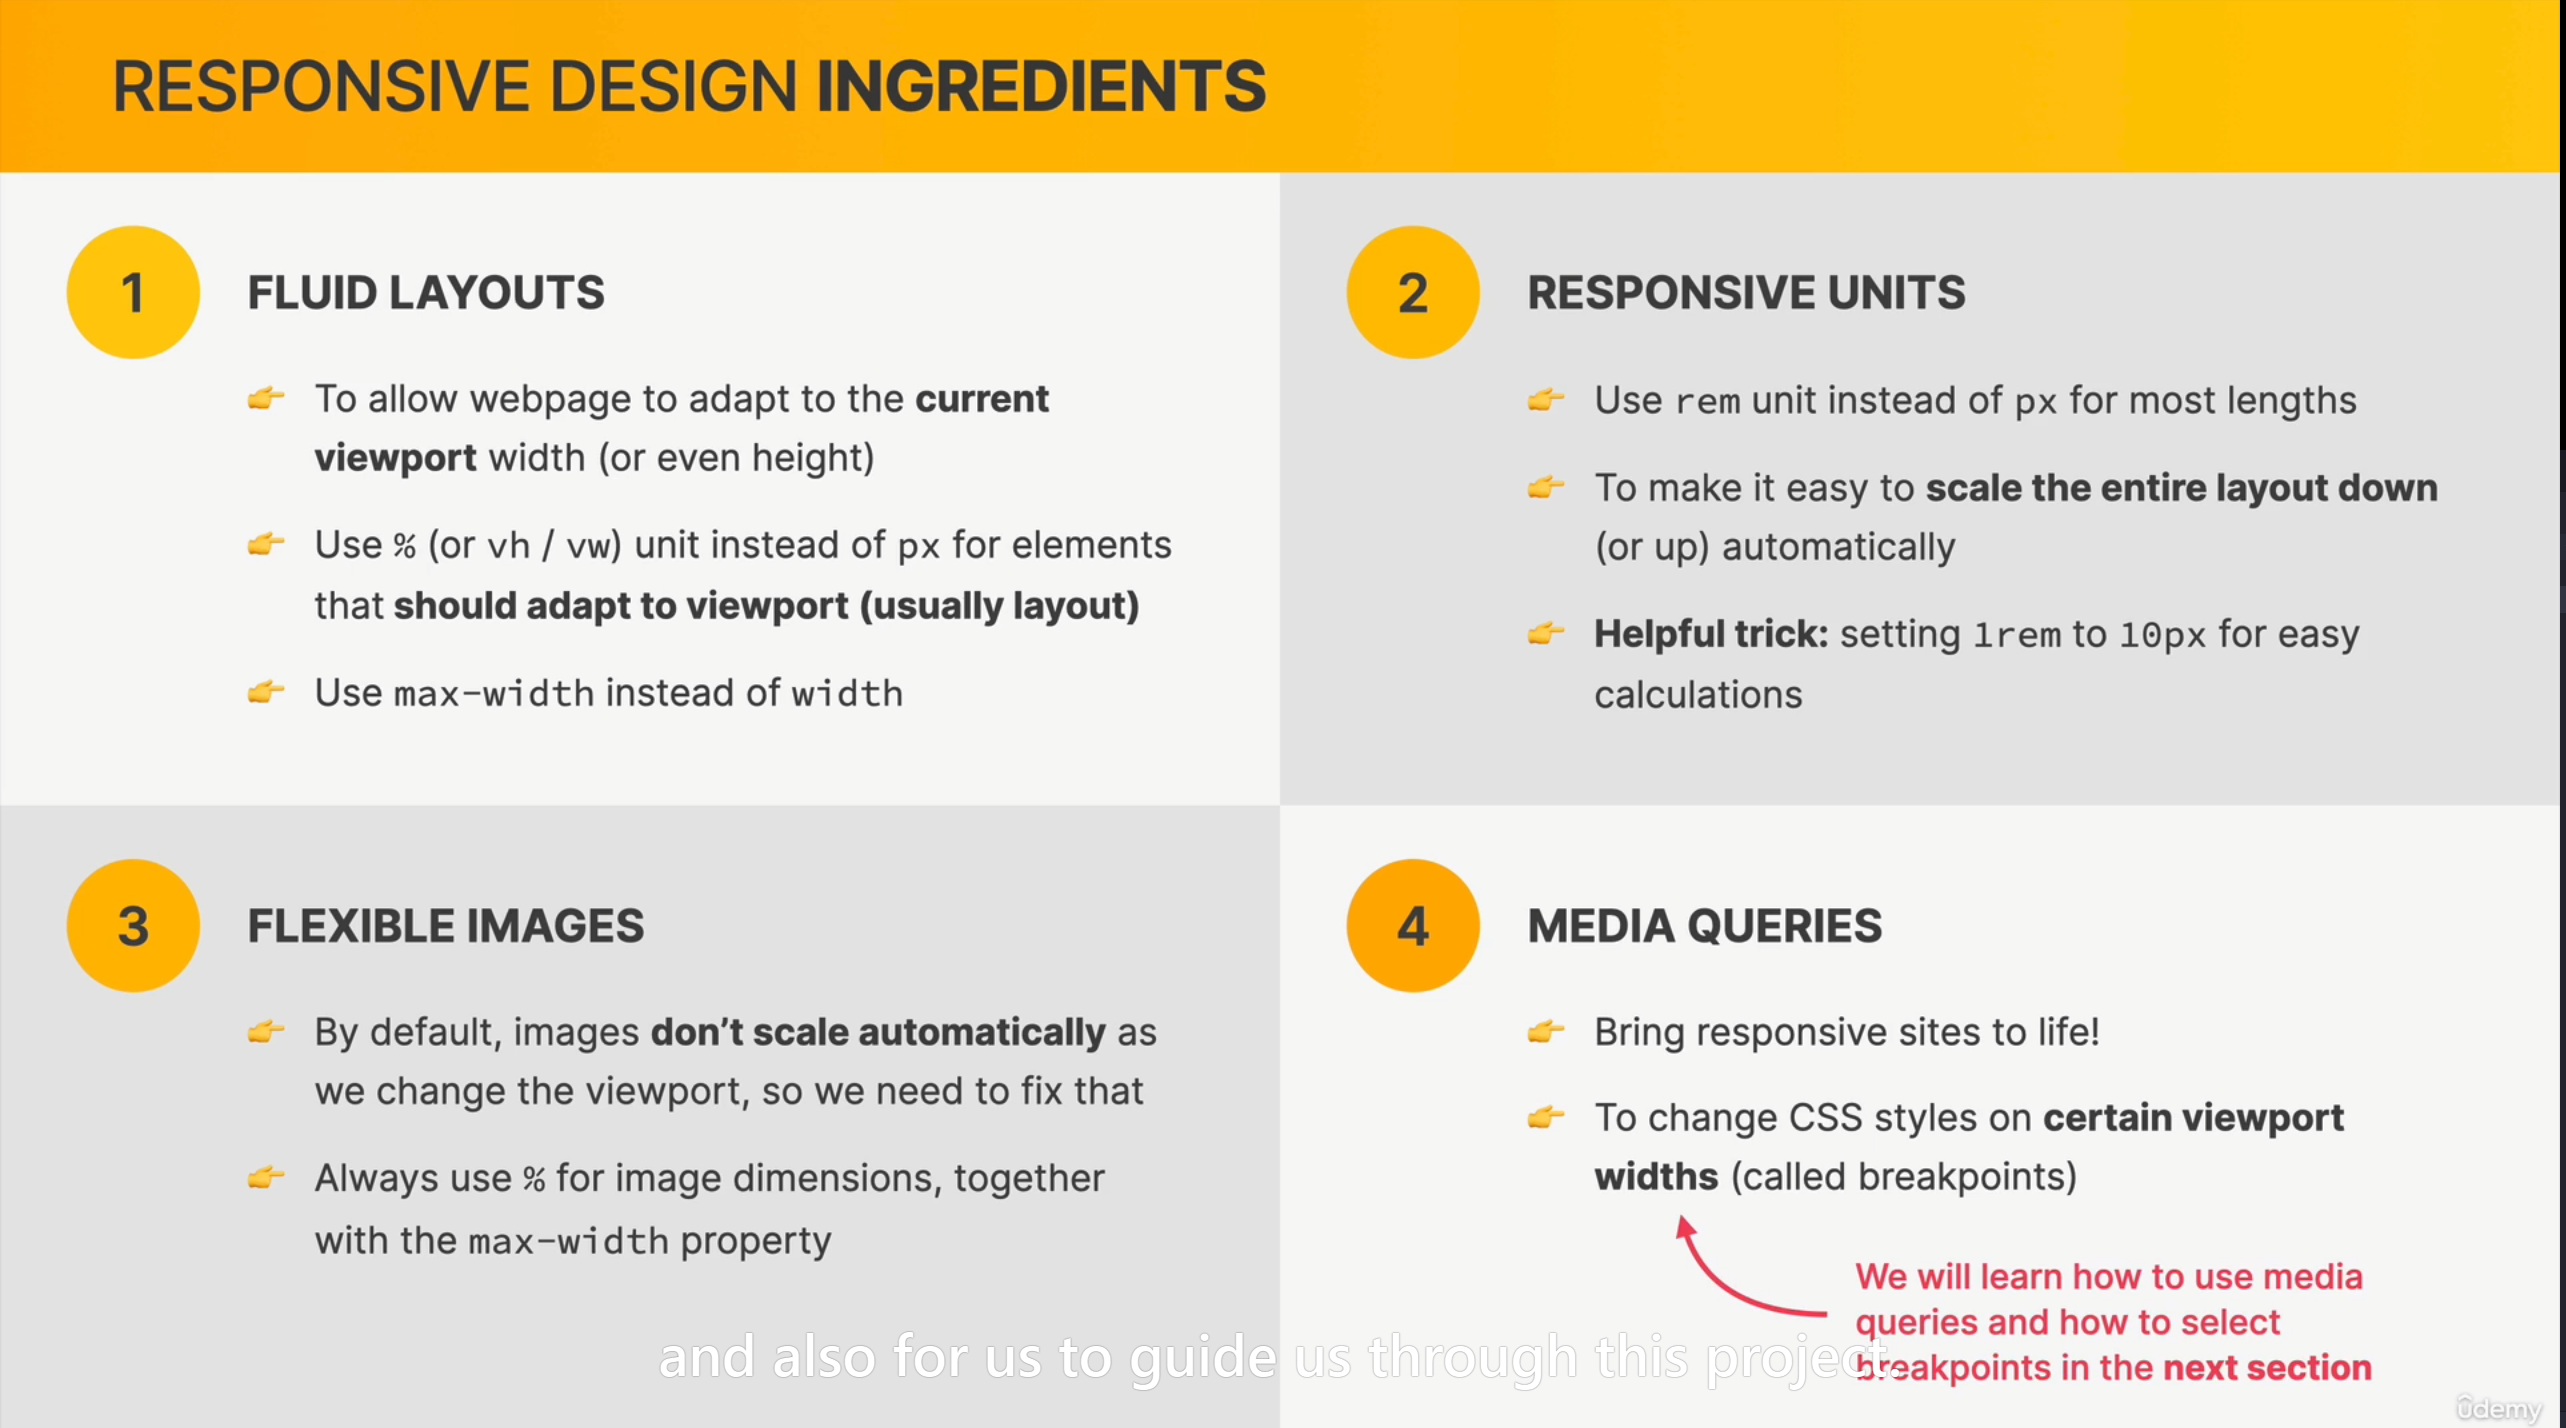 RESPONSIVE DESIGN INGREDIENTS
1
FLUID LAYOUTS
To allow webpage to adapt to the current
viewport width (or even height)
Use % (or vh / vw) unit instead of px for elements
that should adapt to viewport (usually layout)
Use max-width instead of width
2
RESPONSIVE UNITS
Use rem unit instead of px for most lengths
To make it easy to scale the entire layout down
(or up) automatically
Helpful trick: setting 1rem to 10px for easy
calculations
3
FLEXIBLE IMAGES
By default, images don’t scale automatically as
we change the viewport, so we need to fix that
Always use % for image dimensions, together
with the max-width property
4
MEDIA QUERIES
Bring responsive sites to life!
To change CSS styles on certain viewport
widths (called breakpoints)
We will learn how to use media
queries and how to select
breakpoints in the next section
and also for us to guide us through this project.
ûdemy